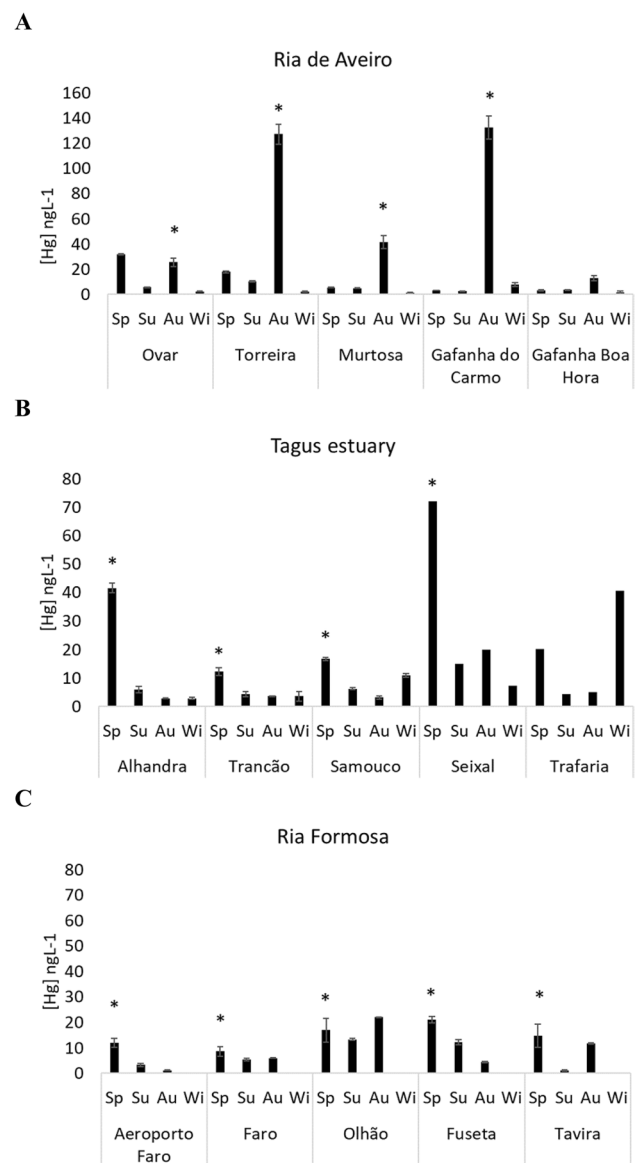 A
Ria de Aveiro
[Hg] ngL-1
160
140
120
100
80
60
40
20
0
* * * *
Sp Su Au Wi Sp Su Au Wi Sp Su Au Wi Sp Su Au Wi Sp Su Au Wi
Ovar Torreira Murtosa Gafanha do Gafanha Boa
Carmo Hora
B
Tagus estuary
[Hg] ngL-1
80
70
60
50
40
30
20
10
0
* * * *
Sp Su Au Wi Sp Su Au Wi Sp Su Au Wi Sp Su Au Wi Sp Su Au Wi
Alhandra Trancão Samouco Seixal Trafaria
C
Ria Formosa
[Hg] ngL-1
80
70
60
50
40
30
20
10
0
* * * * *
Sp Su Au Wi Sp Su Au Wi Sp Su Au Wi Sp Su Au Wi Sp Su Au Wi
Aeroporto Faro Olhão Fuseta Tavira
Faro